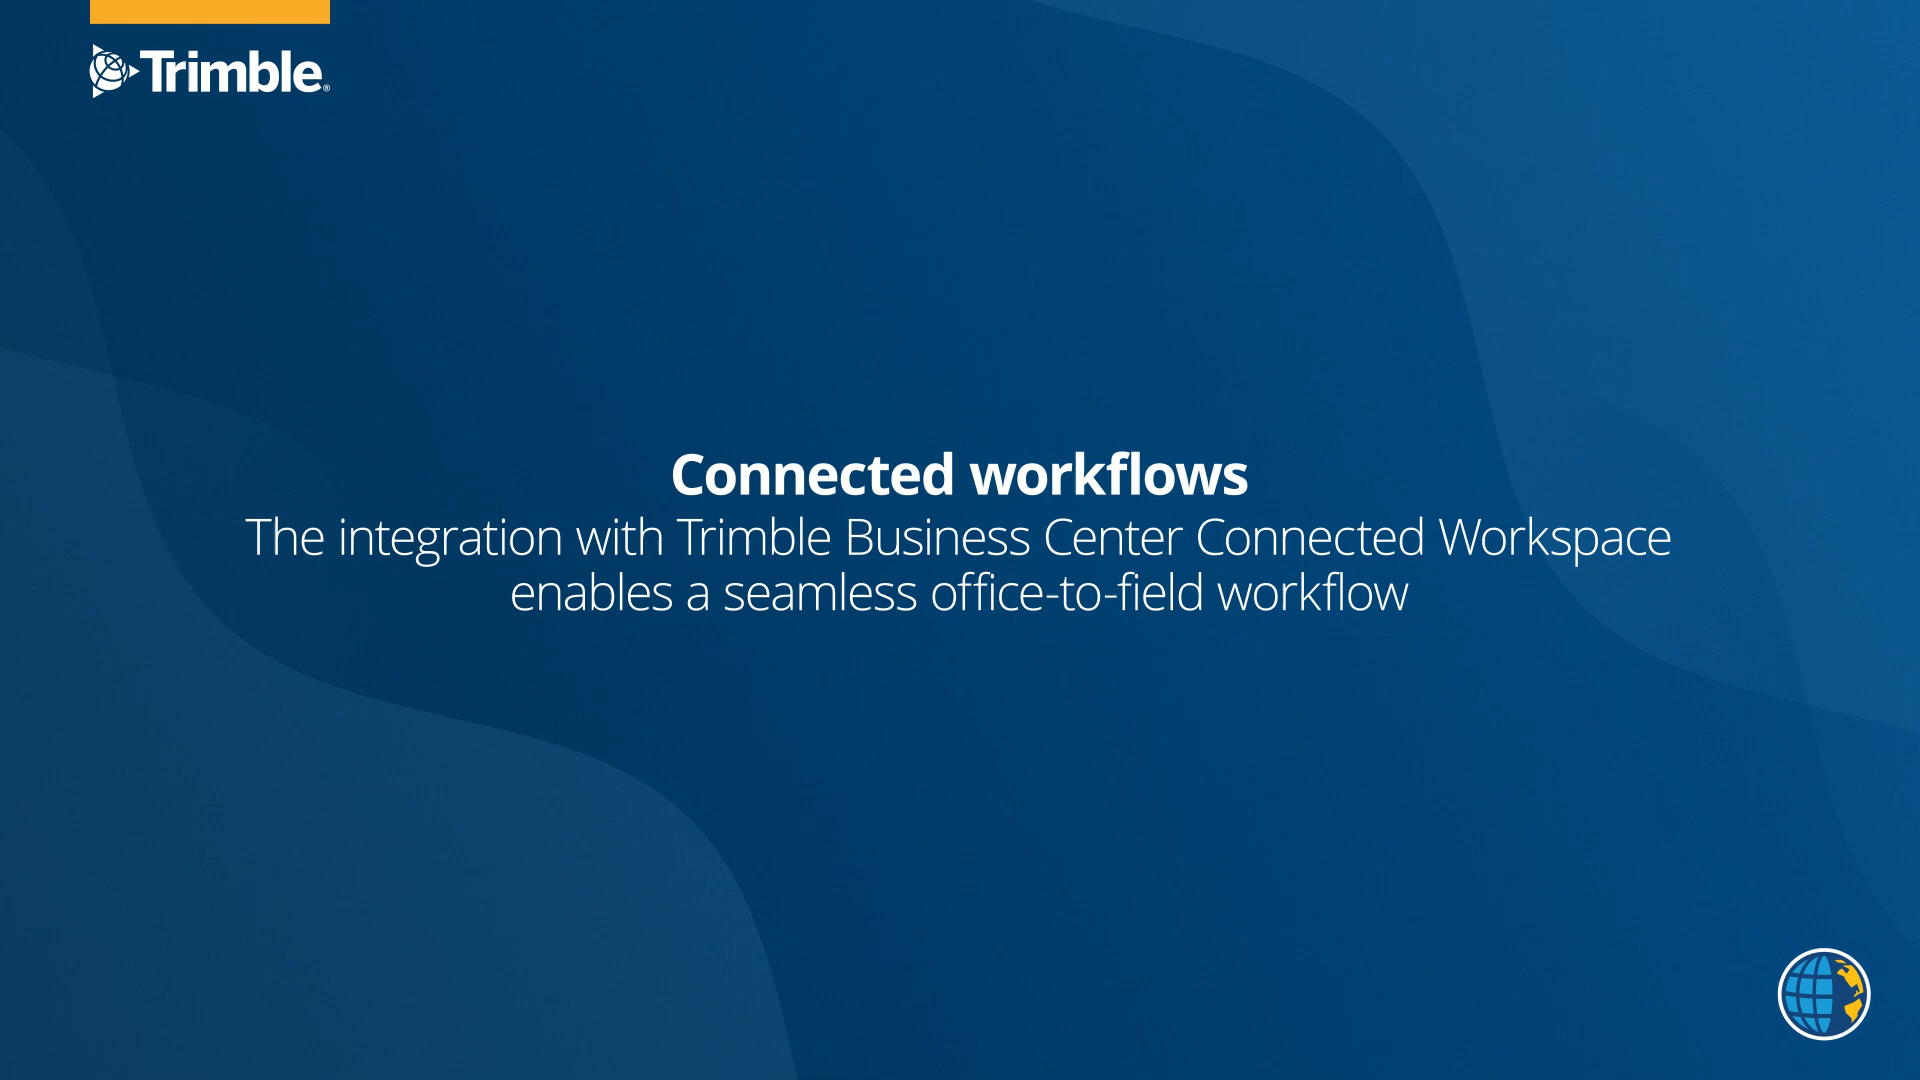 Trimble®
Connected workflows
The integration with Trimble Business Center Connected Workspace
enables a seamless office-to-field workflow